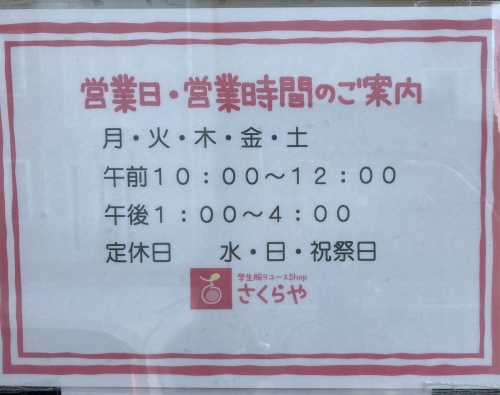 営業日・営業時間のご案内
月・火・木・金・土
午前１０：００～１２：００
午後１：００～４：００
定休日　　水・日・祝祭日
学生服リユースShop
さくらや